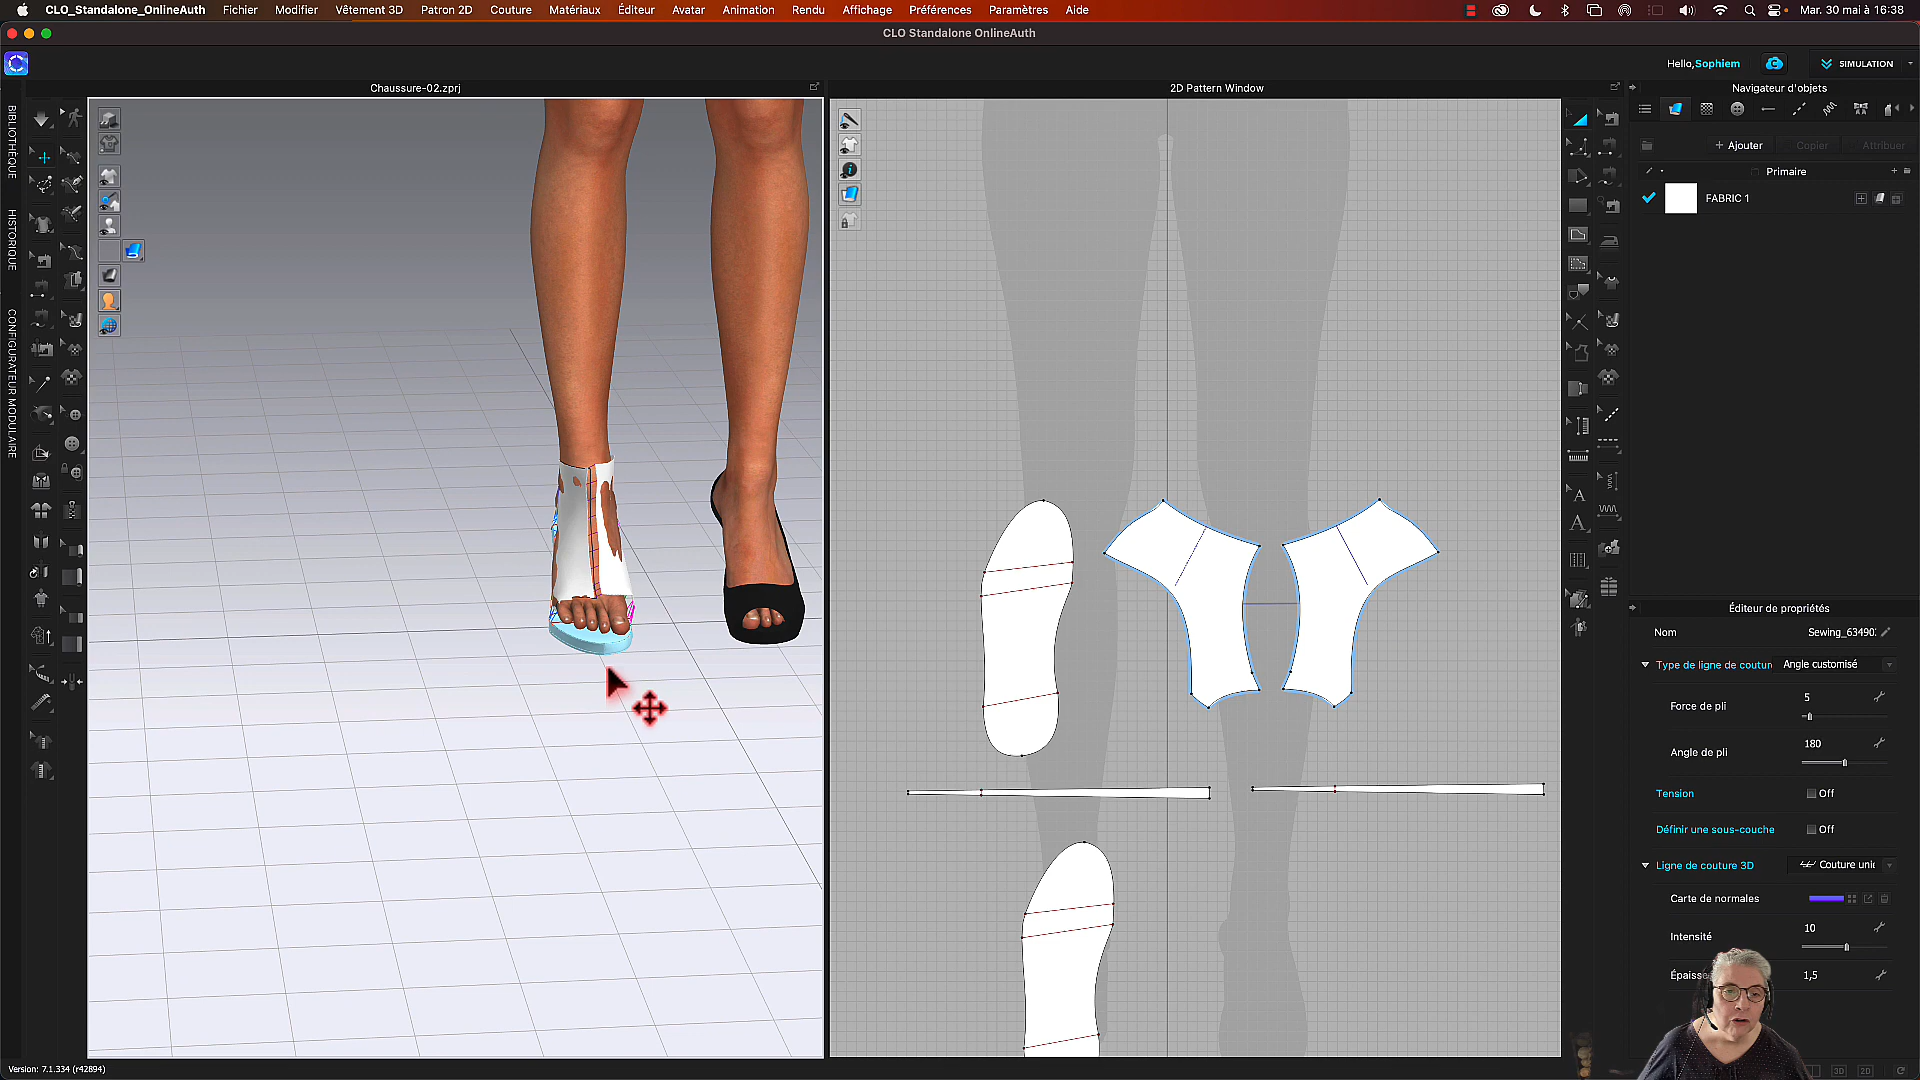 CLO_Standalone_OnlineAuth Fichier Modifier Vêtement 3D Patron 2D Couture Matériaux Éditeur Avatar Animation Rendu Affichage Préférences Paramètres Aide Mar. 30 mai à 16:38
CLO Standalone OnlineAuth
Hello,Sophiem SIMULATION
Chaussure-02.zprj
2D Pattern Window
Navigateur d'objets
BIBLIOTHÈQUE
HISTORIQUE
CONFIGURATEUR MODULAIRE
+ Ajouter Copier Attribuer
Primaire
FABRIC 1
Éditeur de propriétés
Nom Sewing_63490
Type de ligne de coutur Angle customisé
Force de pli 5
Angle de pli 180
Tension Off
Définir une sous-couche Off
Ligne de couture 3D Couture uni
Carte de normales
Intensité 10
Épaiss 1,5
Version: 7.1.334 (r42894)
3D 2D